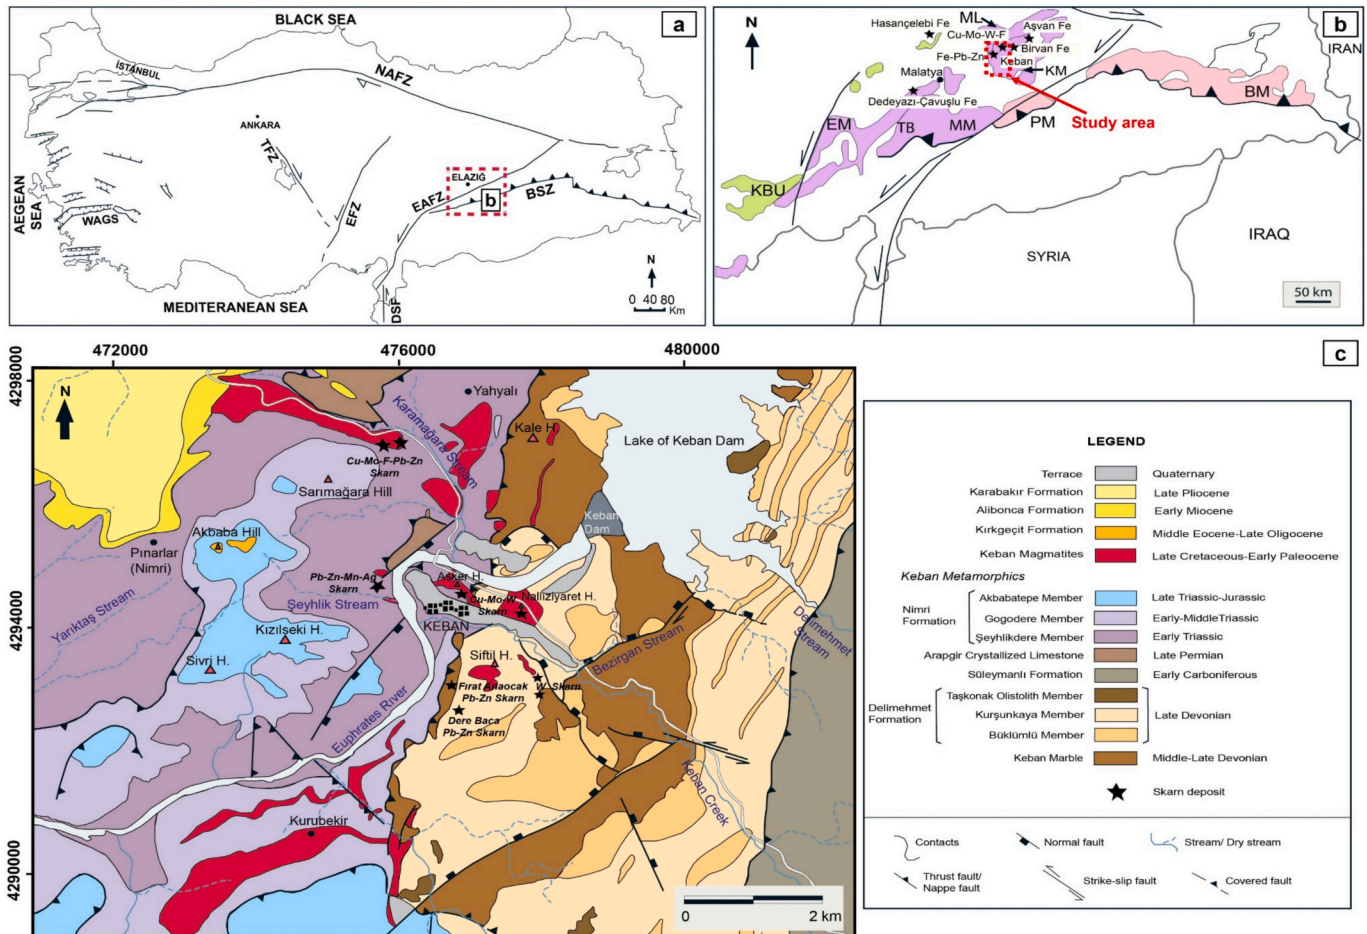 BLACK SEA
a
İSTANBUL
NAFZ
ANKARA
TFZ
AEGEAN
SEA
WAGS
EFZ
ELAZIĞ
EAFZ
b
BSZ
N
0 40 80
Km
MEDITERANEAN SEA
DSF
N
b
Hasançelebi Fe
ML
Aşvan Fe
Cu-Mo-W-F
Birvan Fe
Fe-Pb-Zn
Keban
KM
IRAN
Malatya
Dedeyazı-Çavuşlu Fe
BM
Study area
EM
TB
MM
PM
KBU
SYRIA
IRAQ
50 km
472000
476000
480000
c
4298000
4294000
4290000
N
Yahyalı
Karamağara Stream
Kale H.
Lake of Keban Dam
Cu-Mo-F-Pb-Zn
Skarn
Sarımağara Hill
Keban
Dam
Akbaba Hill
Pınarlar
(Nimri)
Pb-Zn-Mn-Ag
Skarn
Asker H.
Cu-Mo-W
Skarn
Nalliziyaret H.
Şeyhlik Stream
Yarıktaş Stream
KEBAN
Delimehmet
Stream
Kızılseki H.
Bezirgan Stream
Sivri H.
Siftil H.
Fırat Anaocak
Pb-Zn Skarn
W- Skarn
Dere Baca
Pb-Zn Skarn
Euphrates River
Keban Creek
Kurubekir
0 2 km
LEGEND
Terrace Quaternary
Karabakır Formation Late Pliocene
Alibonca Formation Early Miocene
Kırkgeçit Formation Middle Eocene-Late Oligocene
Keban Magmatites Late Cretaceous-Early Paleocene
Keban Metamorphics
Nimri
Formation
Akbabatepe Member Late Triassic-Jurassic
Gogodere Member Early-MiddleTriassic
Şeyhlikdere Member Early Triassic
Arapgir Crystallized Limestone Late Permian
Süleymanlı Formation Early Carboniferous
Delimehmet
Formation
Taşkonak Olistolith Member
Kurşunkaya Member Late Devonian
Büklümlü Member
Keban Marble Middle-Late Devonian
Skarn deposit
Contacts
Normal fault
Stream/ Dry stream
Thrust fault/
Nappe fault
Strike-slip fault
Covered fault